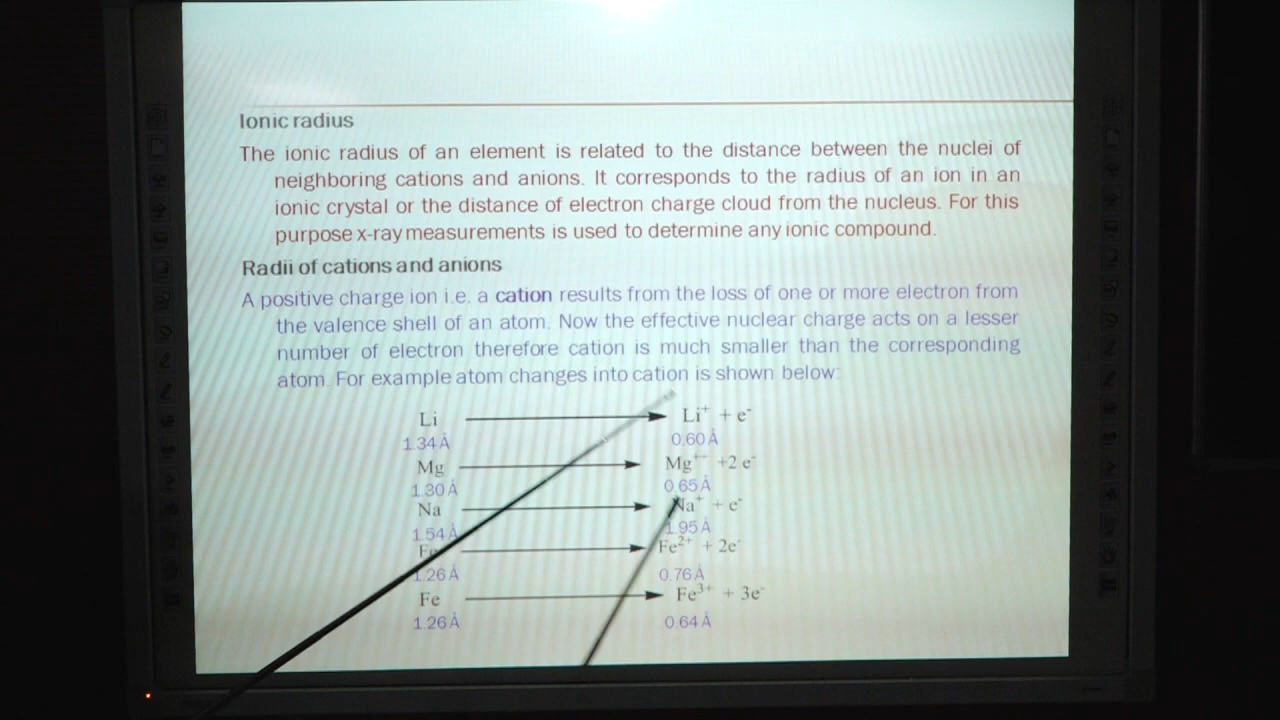 Ionic radius
The ionic radius of an element is related to the distance between the nuclei of
neighboring cations and anions. It corresponds to the radius of an ion in an
ionic crystal or the distance of electron charge cloud from the nucleus. For this
purpose x-ray measurements is used to determine any ionic compound.
Radii of cations and anions
A positive charge ion i.e. a cation results from the loss of one or more electron from
the valence shell of an atom. Now the effective nuclear charge acts on a lesser
number of electron therefore cation is much smaller than the corresponding
atom. For example atom changes into cation is shown below:
Li Li⁺ + e⁻
1.34 Å 0.60 Å
Mg Mg⁺⁺ +2 e⁻
1.30 Å 0.65 Å
Na Na⁺ + e⁻
1.54 Å 1.95 Å
Fe Fe²⁺ + 2e⁻
1.26 Å 0.76 Å
Fe Fe³⁺ + 3e⁻
1.26 Å 0.64 Å